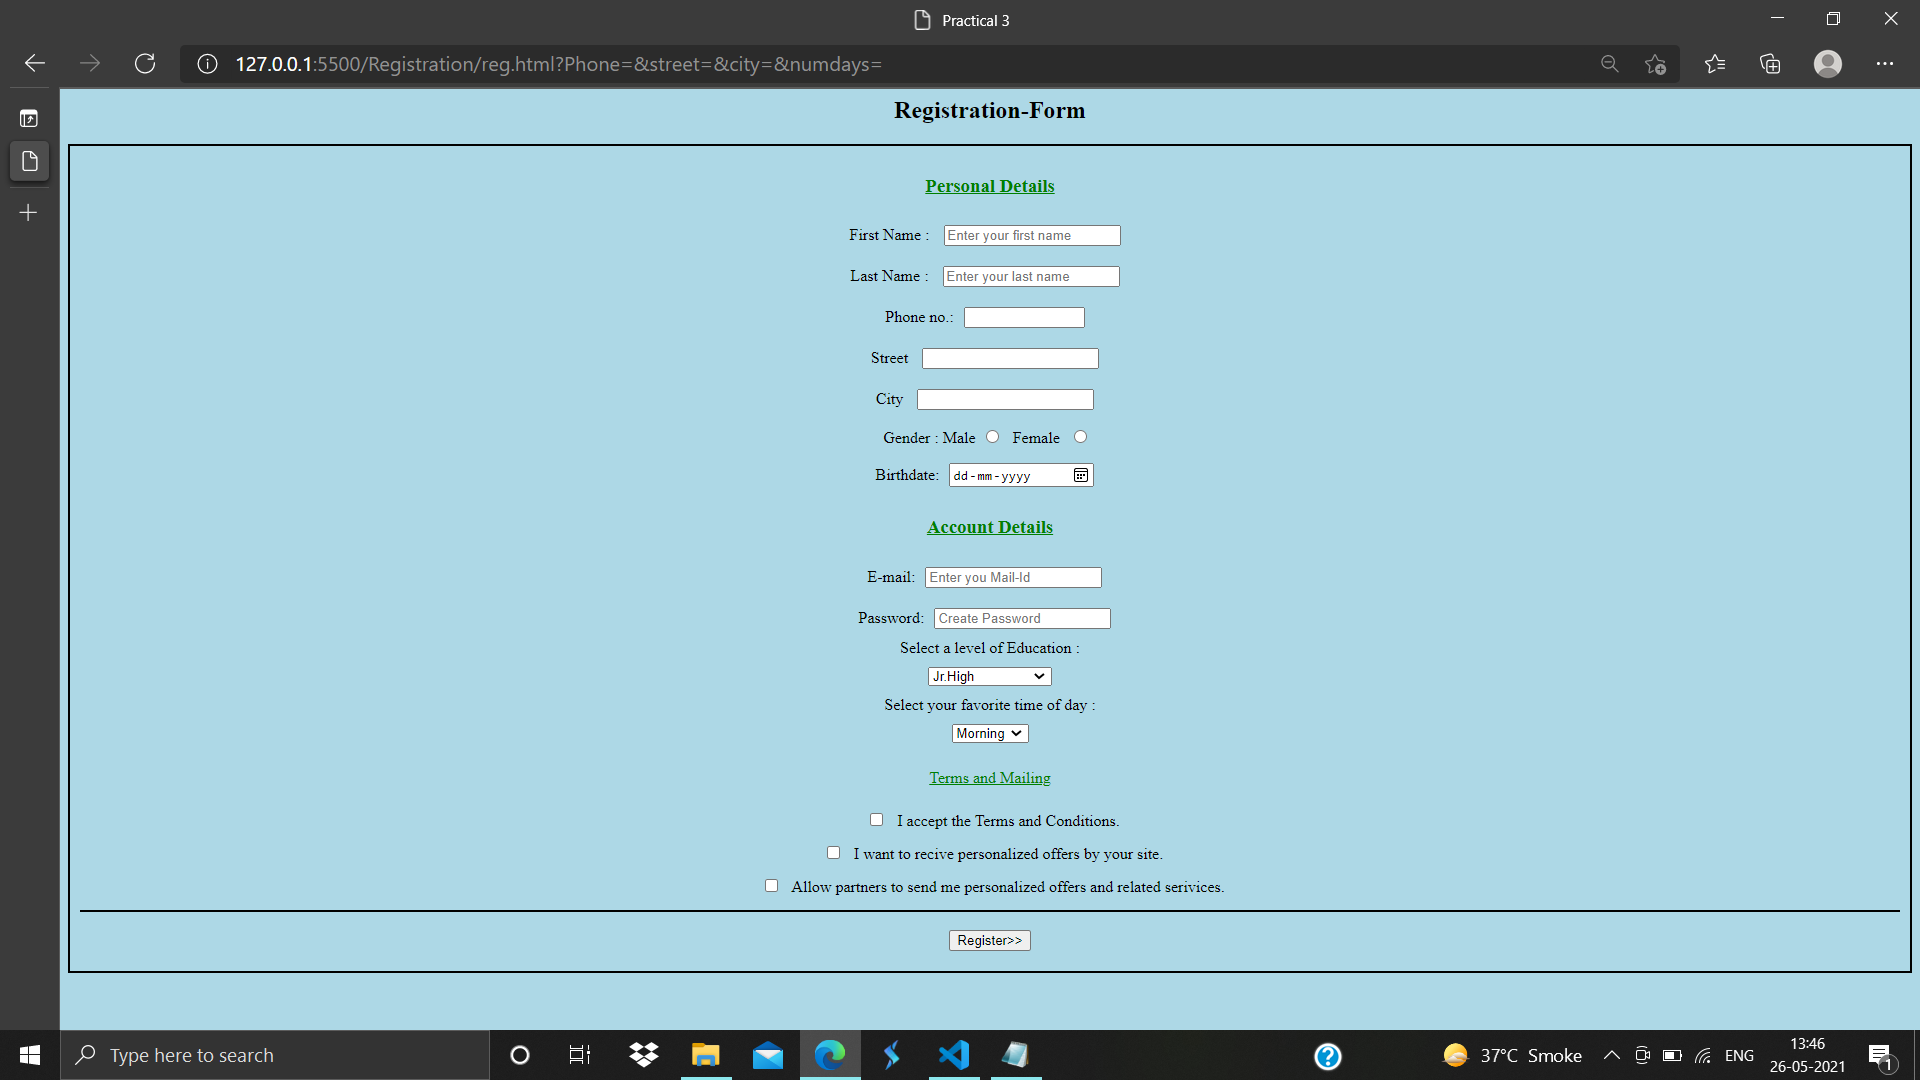 Practical 3
127.0.0.1:5500/Registration/reg.html?Phone=&street=&city=&numdays=
Registration-Form
Personal Details
First Name : Enter your first name
Last Name : Enter your last name
Phone no.:
Street
City
Gender : Male Female
Birthdate: dd-mm-yyyy
Account Details
E-mail: Enter you Mail-Id
Password: Create Password
Select a level of Education :
Jr.High
Select your favorite time of day :
Morning
Terms and Mailing
I accept the Terms and Conditions.
I want to recive personalized offers by your site.
Allow partners to send me personalized offers and related serivices.
Register>>
Type here to search
37°C Smoke
ENG
13:46
26-05-2021
1